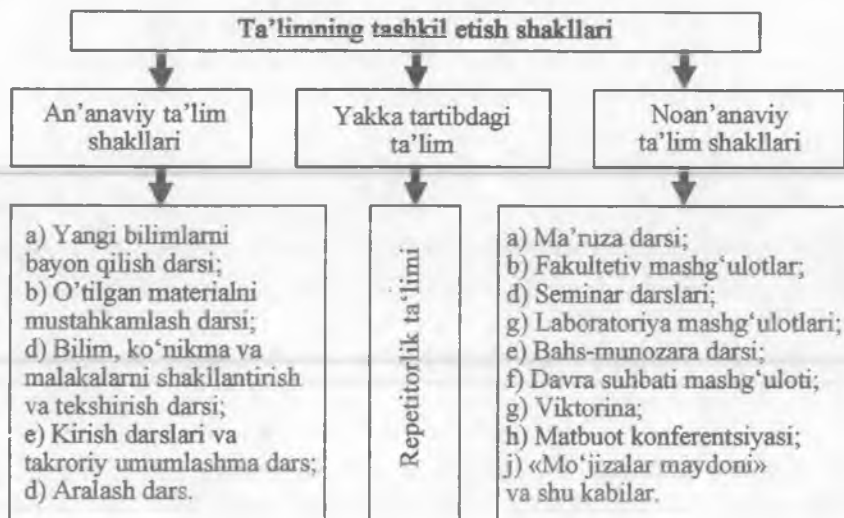 Ta’limning tashkil etish shakllari
An’anaviy ta’lim
shakllari
Yakka tartibdagi
ta’lim
Noan’anaviy
ta’lim shakllari
a) Yangi bilimlarni
bayon qilish darsi;
b) O’tilgan materialni
mustahkamlash darsi;
d) Bilim, ko‘nikma va
malakalarni shakllantirish
va tekshirish darsi;
e) Kirish darslari va
takroriy umumlashma dars;
d) Aralash dars.
Repetitorlik ta‘limi
a) Ma’ruza darsi;
b) Fakultetiv mashg‘ulotlar;
d) Seminar darslari;
g) Laboratoriya mashg‘ulotlari;
e) Bahs-munozara darsi;
f) Davra suhbati mashg‘uloti;
g) Viktorina;
h) Matbuot konferentsiyasi;
j) «Mo‘jizalar maydoni»
va shu kabilar.